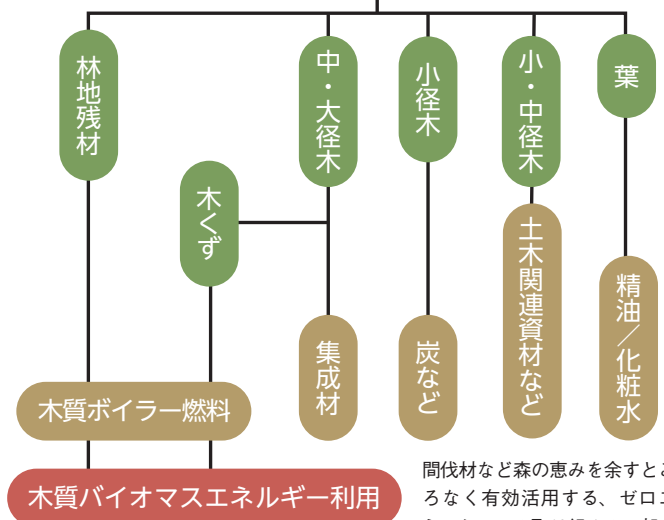 林地残材
中・大径木
小径木
小・中径木
葉
木くず
土木関連資材など
精油／化粧水
集成材
炭など
木質ボイラー燃料
木質バイオマスエネルギー利用
間伐材など森の恵みを余すとこ
ろなく有効活用する、ゼロエ